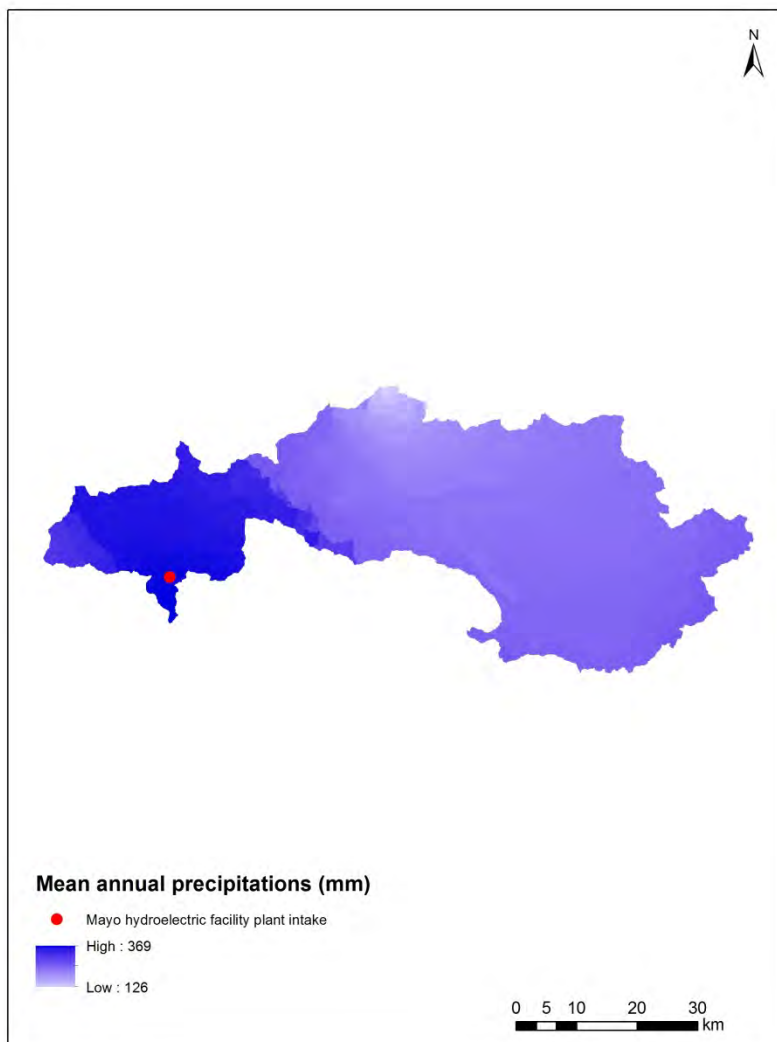 N
Mean annual precipitations (mm)
Mayo hydroelectric facility plant intake
High : 369
Low : 126
0 5 10 20 30
km